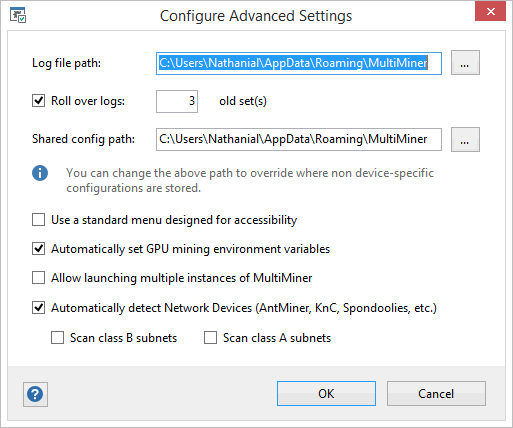 Configure Advanced Settings
Log file path: C:\Users\Nathanial\AppData\Roaming\MultiMiner ...
Roll over logs: 3 old set(s)
Shared config path: C:\Users\Nathanial\AppData\Roaming\MultiMiner ...
You can change the above path to override where non device-specific
configurations are stored.
Use a standard menu designed for accessibility
Automatically set GPU mining environment variables
Allow launching multiple instances of MultiMiner
Automatically detect Network Devices (AntMiner, KnC, Spondoolies, etc.)
Scan class B subnets Scan class A subnets
? OK Cancel